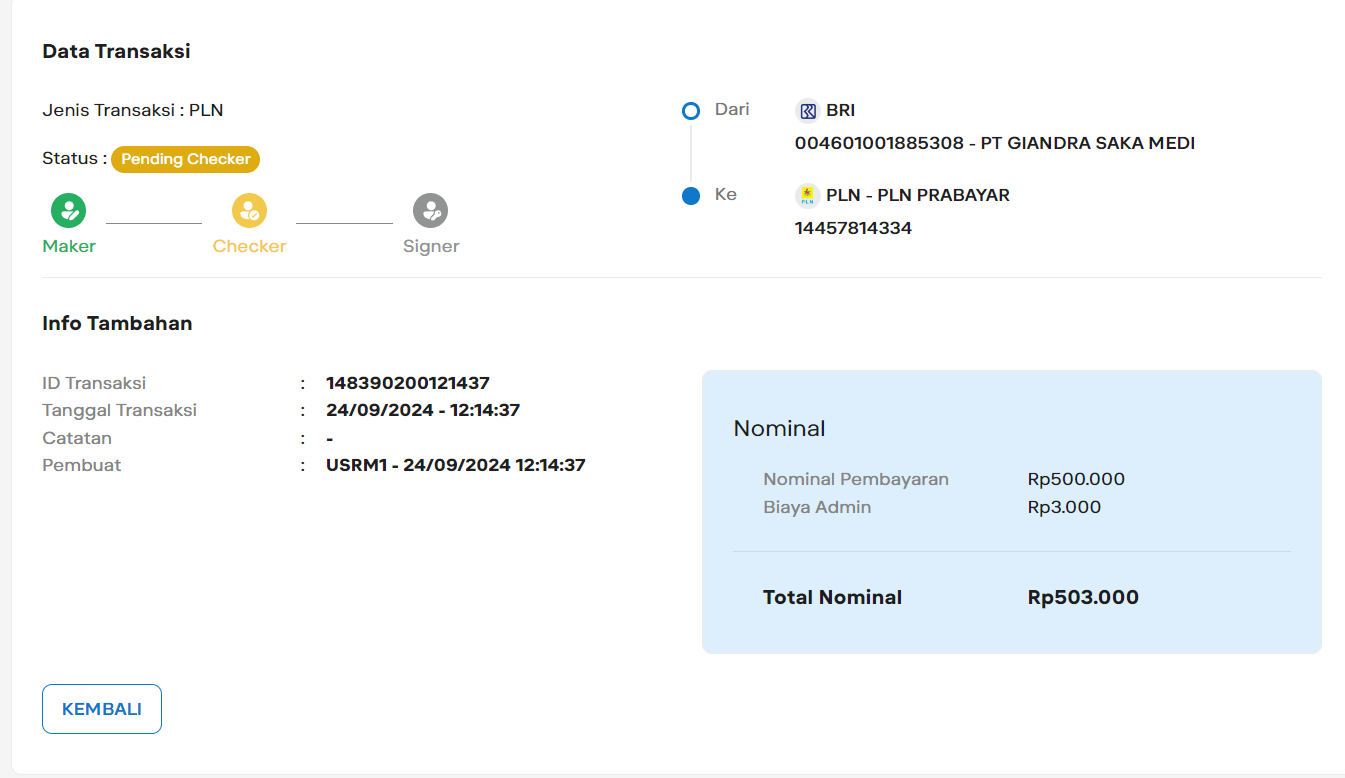 Data Transaksi
Jenis Transaksi : PLN
Status : Pending Checker
Maker
Checker
Signer
Dari
BRI
004601001885308 - PT GIANDRA SAKA MEDI
Ke
PLN
PLN - PLN PRABAYAR
14457814334
Info Tambahan
ID Transaksi : 148390200121437
Tanggal Transaksi : 24/09/2024 - 12:14:37
Catatan : -
Pembuat : USRM1 - 24/09/2024 12:14:37
Nominal
Nominal Pembayaran Rp500.000
Biaya Admin Rp3.000
Total Nominal Rp503.000
KEMBALI